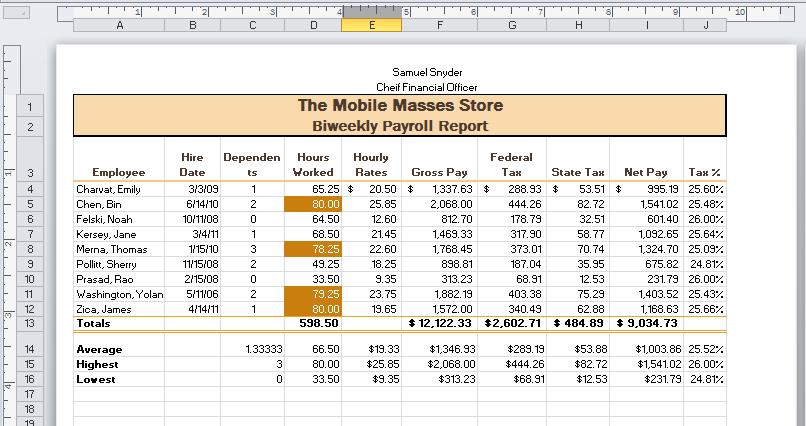 1 2 3 4 5 6 7 8 9 10
A B C D E F G H I J
Samuel Snyder
Cheif Financial Officer
1 The Mobile Masses Store
2 Biweekly Payroll Report
3 Employee Hire Date Dependen ts Hours Worked Hourly Rates Gross Pay Federal Tax State Tax Net Pay Tax %
4 Charvat, Emily 3/3/09 1 65.25 $ 20.50 $ 1,337.63 $ 288.93 $ 53.51 $ 995.19 25.60%
5 Chen, Bin 6/14/10 2 80.00 25.85 2,068.00 444.26 82.72 1,541.02 25.48%
6 Felski, Noah 10/11/08 0 64.50 12.60 812.70 178.79 32.51 601.40 26.00%
7 Kersey, Jane 3/4/11 1 68.50 21.45 1,469.33 317.90 58.77 1,092.65 25.64%
8 Merna, Thomas 1/15/10 3 78.25 22.60 1,768.45 373.01 70.74 1,324.70 25.09%
9 Pollitt, Sherry 11/15/08 2 49.25 18.25 898.81 187.04 35.95 675.82 24.81%
10 Prasad, Rao 2/15/08 0 33.50 9.35 313.23 68.91 12.53 231.79 26.00%
11 Washington, Yolan 5/11/06 2 79.25 23.75 1,882.19 403.38 75.29 1,403.52 25.43%
12 Zica, James 4/14/11 1 80.00 19.65 1,572.00 340.49 62.88 1,168.63 25.66%
13 Totals 598.50 $ 12,122.33 $2,602.71 $ 484.89 $ 9,034.73
14 Average 1.33333 66.50 $19.33 $1,346.93 $289.19 $53.88 $1,003.86 25.52%
15 Highest 3 80.00 $25.85 $2,068.00 $444.26 $82.72 $1,541.02 26.00%
16 Lowest 0 33.50 $9.35 $313.23 $68.91 $12.53 $231.79 24.81%
17
18
19